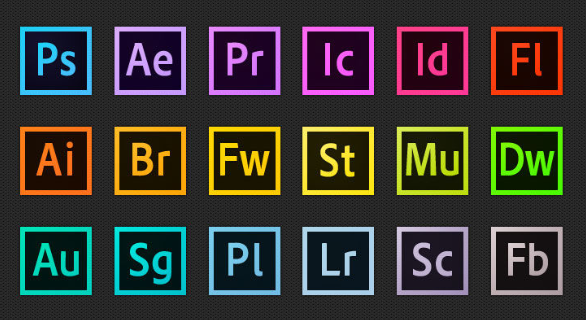 Ps Ae Pr Ic Id Fl
Ai Br Fw St Mu Dw
Au Sg Pl Lr Sc Fb